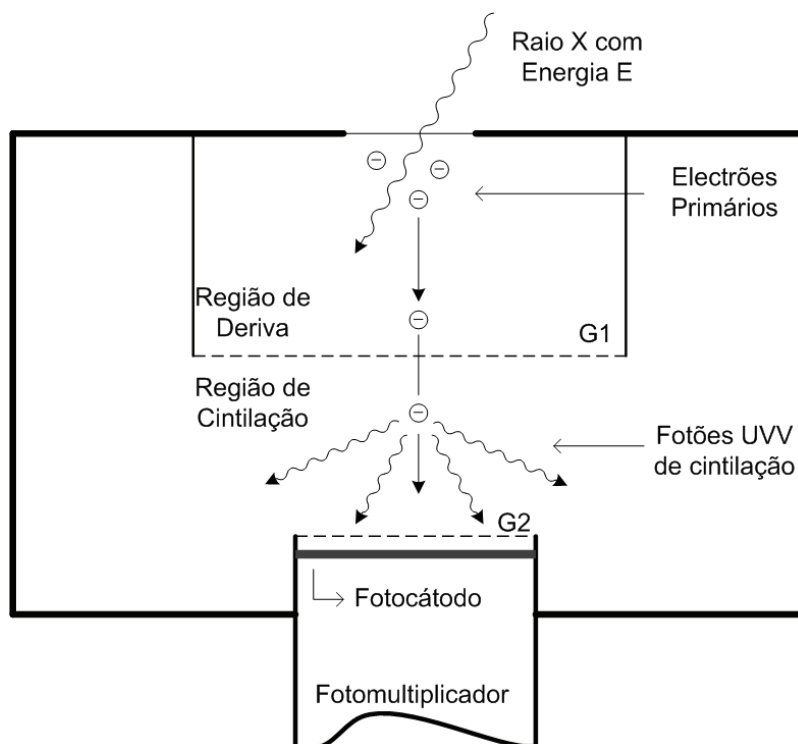 Raio X com
Energia E
Electrões
Primários
Região de
Deriva
G1
Região de
Cintilação
Fotões UVV
de cintilação
G2
Fotocátodo
Fotomultiplicador